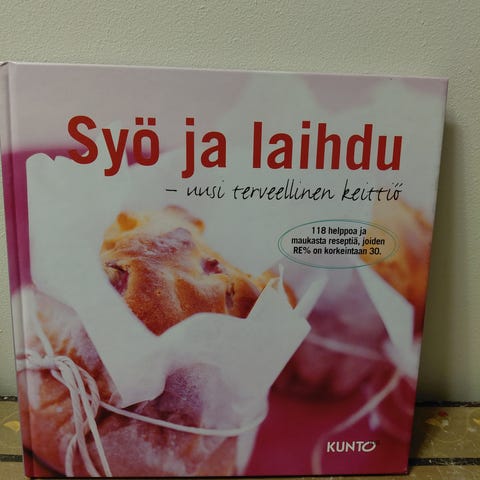 Syö ja laihdu
– uusi terveellinen keittiö
118 helppoa ja
maukasta reseptiä, joiden
RE% on korkeintaan 30.
KUNTO